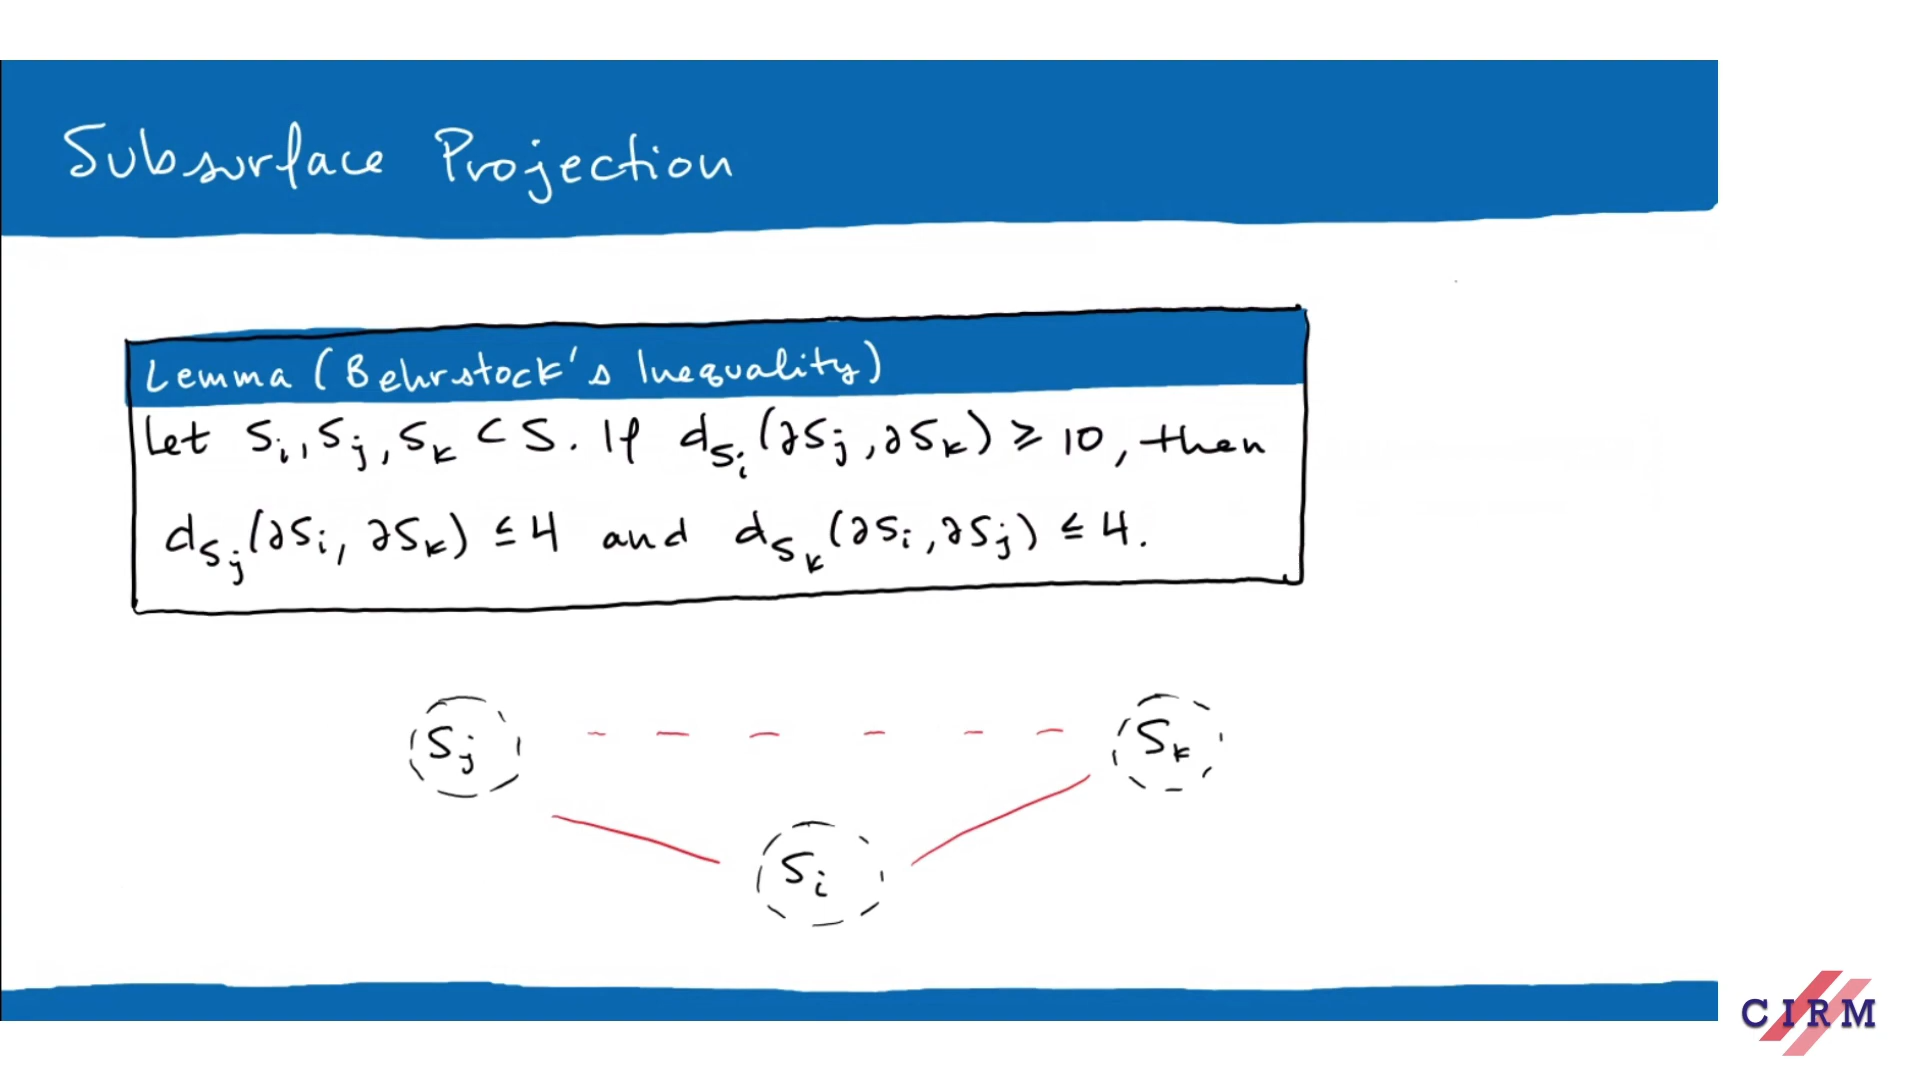 Subsurface Projection
Lemma (Behrstock's Inequality)
Let S_i, S_j, S_k ⊂ S. If d_{S_i}(∂S_j, ∂S_k) ≥ 10, then
d_{S_j}(∂S_i, ∂S_k) ≤ 4 and d_{S_k}(∂S_i, ∂S_j) ≤ 4.
S_j
S_k
S_i
CIRM